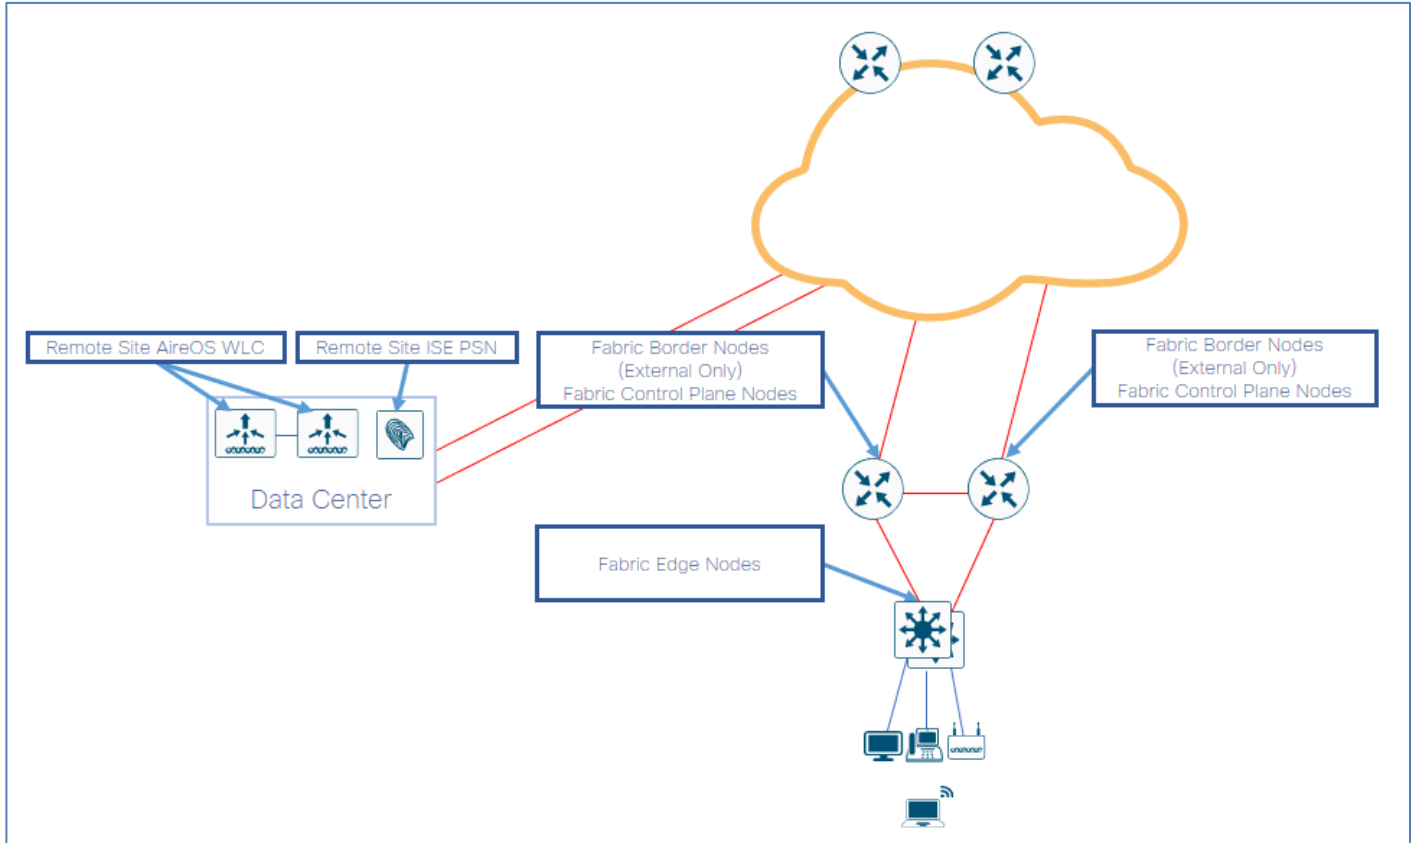 Remote Site AireOS WLC
Remote Site ISE PSN
Fabric Border Nodes
(External Only)
Fabric Control Plane Nodes
Fabric Border Nodes
(External Only)
Fabric Control Plane Nodes
Data Center
Fabric Edge Nodes